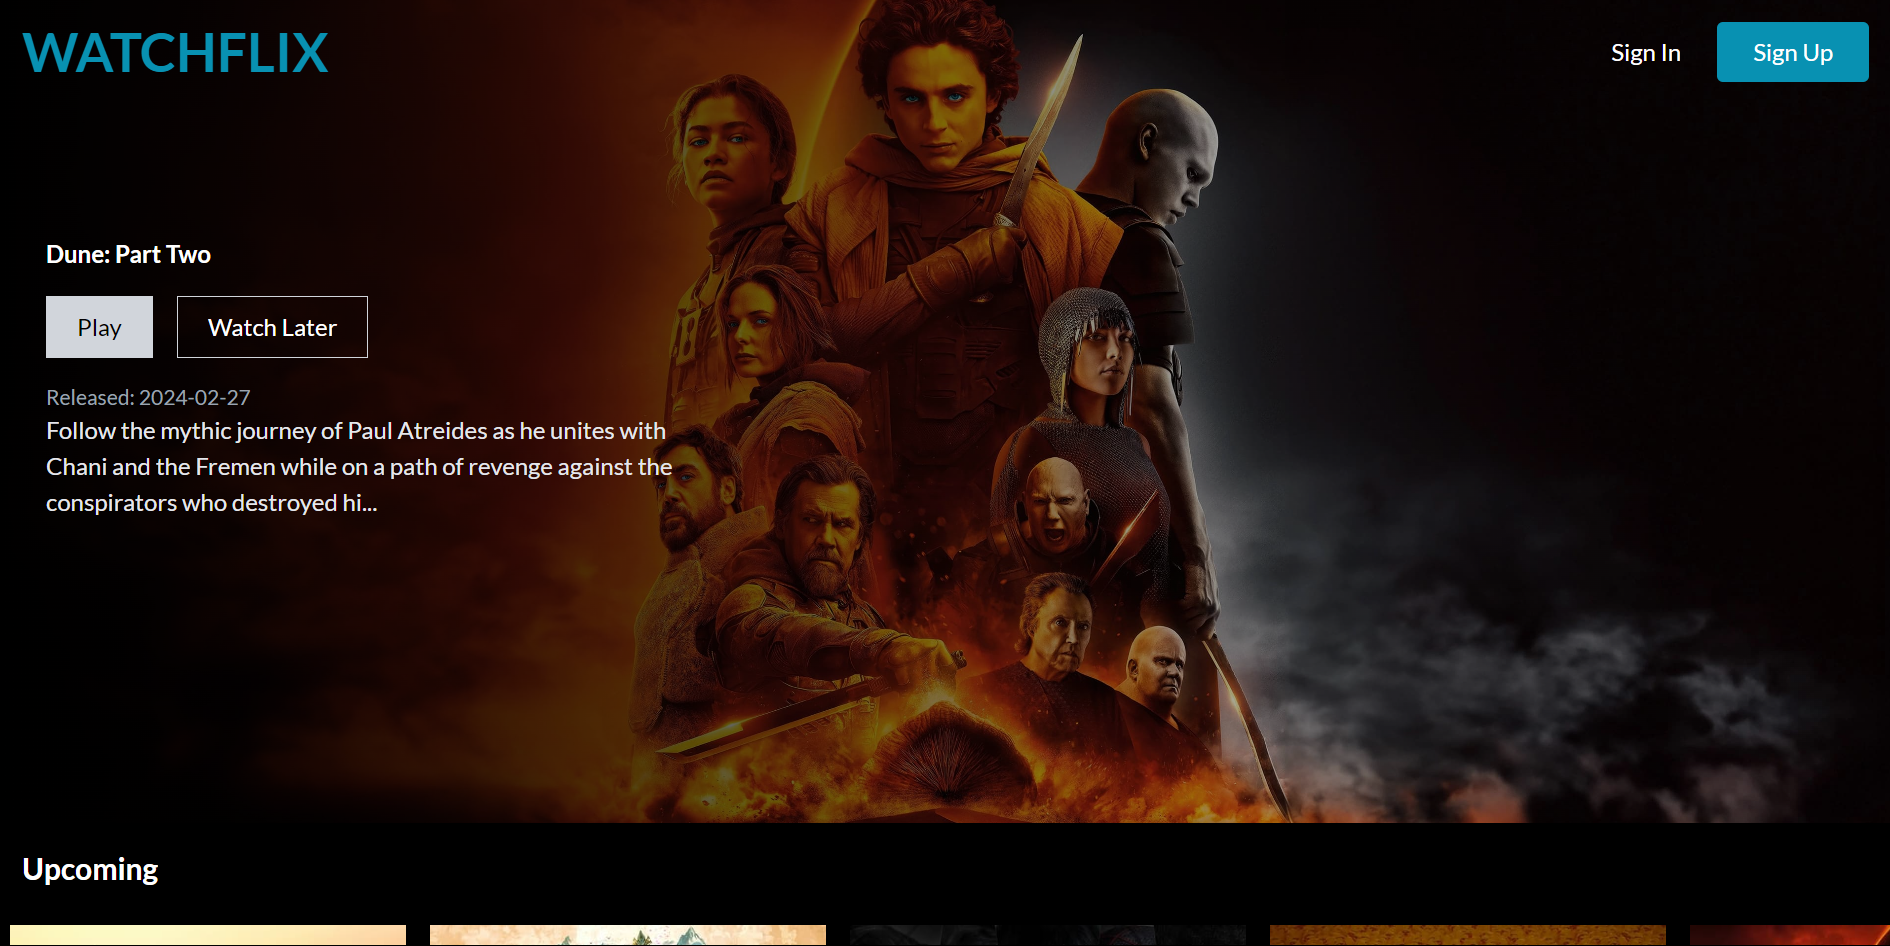 WATCHFLIX
Sign In
Sign Up
Dune: Part Two
Play
Watch Later
Released: 2024-02-27
Follow the mythic journey of Paul Atreides as he unites with
Chani and the Fremen while on a path of revenge against the
conspirators who destroyed hi...
Upcoming